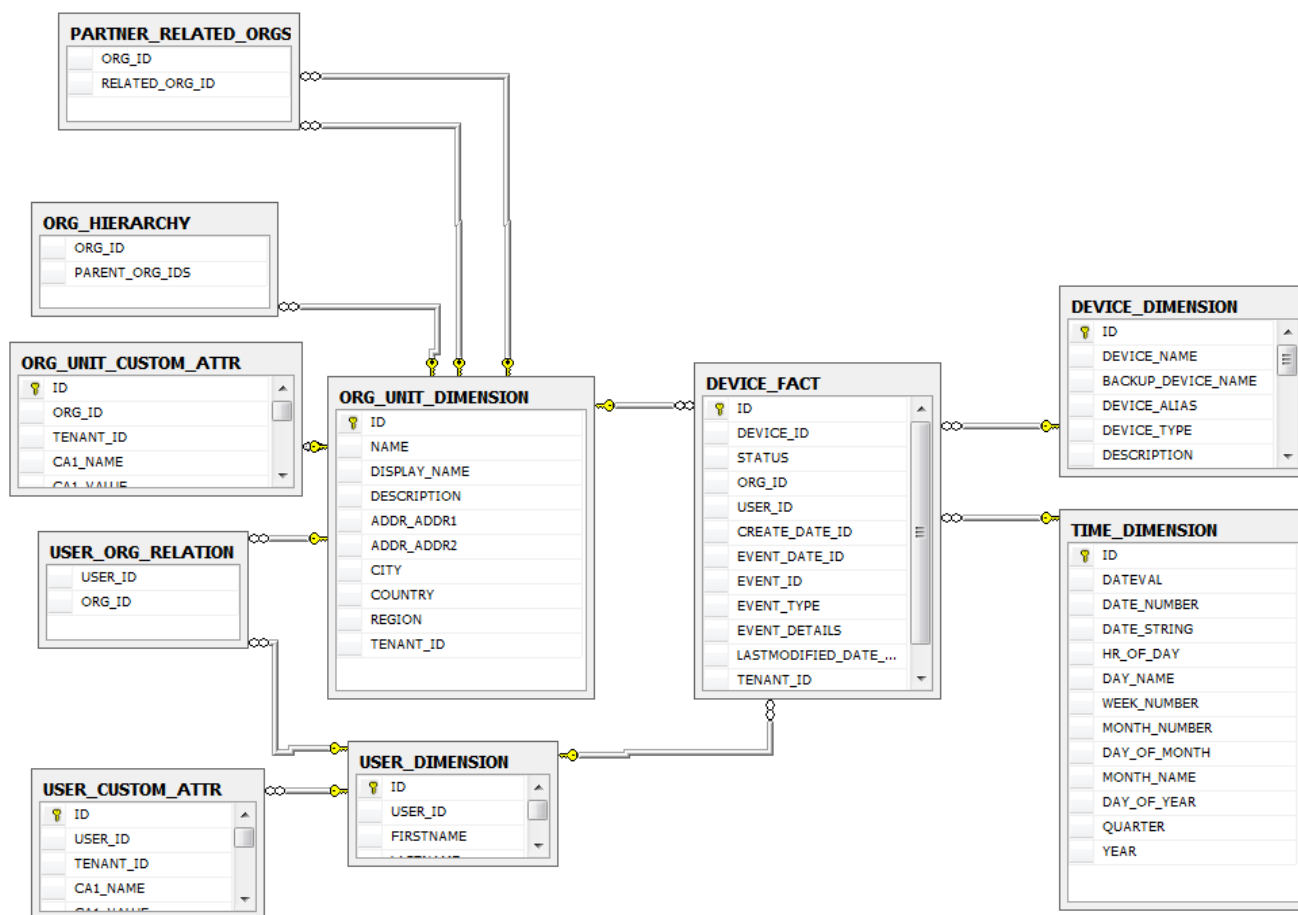 PARTNER_RELATED_ORGS
ORG_ID
RELATED_ORG_ID
ORG_HIERARCHY
ORG_ID
PARENT_ORG_IDS
ORG_UNIT_CUSTOM_ATTR
ID
ORG_ID
TENANT_ID
CA1_NAME
CA1_VALUE
USER_ORG_RELATION
USER_ID
ORG_ID
USER_CUSTOM_ATTR
ID
USER_ID
TENANT_ID
CA1_NAME
ORG_UNIT_DIMENSION
ID
NAME
DISPLAY_NAME
DESCRIPTION
ADDR_ADDR1
ADDR_ADDR2
CITY
COUNTRY
REGION
TENANT_ID
USER_DIMENSION
ID
USER_ID
FIRSTNAME
DEVICE_FACT
ID
DEVICE_ID
STATUS
ORG_ID
USER_ID
CREATE_DATE_ID
EVENT_DATE_ID
EVENT_ID
EVENT_TYPE
EVENT_DETAILS
LASTMODIFIED_DATE_...
TENANT_ID
DEVICE_DIMENSION
ID
DEVICE_NAME
BACKUP_DEVICE_NAME
DEVICE_ALIAS
DEVICE_TYPE
DESCRIPTION
TIME_DIMENSION
ID
DATEVAL
DATE_NUMBER
DATE_STRING
HR_OF_DAY
DAY_NAME
WEEK_NUMBER
MONTH_NUMBER
DAY_OF_MONTH
MONTH_NAME
DAY_OF_YEAR
QUARTER
YEAR